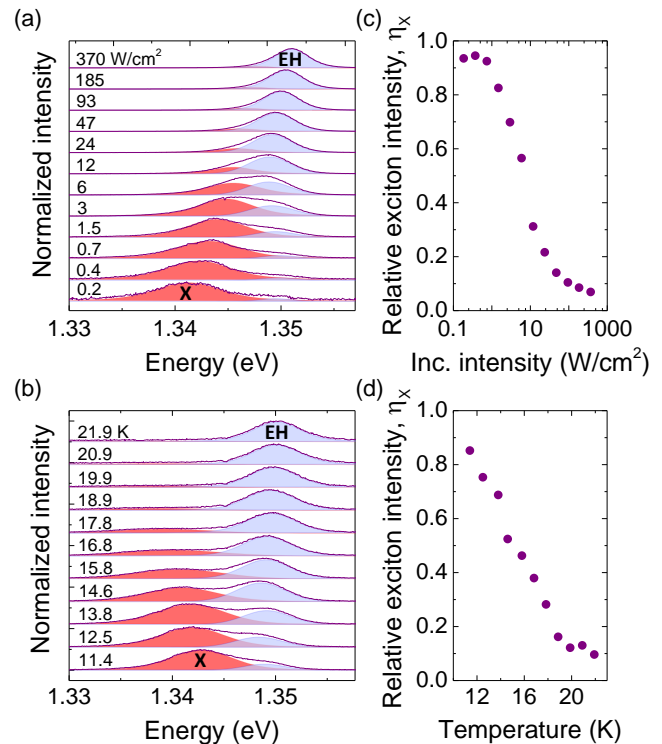 (a)
Normalized intensity
370 W/cm²
EH
185
93
47
24
12
6
3
1.5
0.7
0.4
0.2
X
1.33 1.34 1.35
Energy (eV)
(c)
Relative exciton intensity, ηX
1.0
0.8
0.6
0.4
0.2
0.0
0.1 10 1000
Inc. intensity (W/cm²)
(b)
Normalized intensity
21.9 K
EH
20.9
19.9
18.9
17.8
16.8
15.8
14.6
13.8
12.5
11.4
X
1.33 1.34 1.35
Energy (eV)
(d)
Relative exciton intensity, ηX
1.0
0.8
0.6
0.4
0.2
0.0
12 16 20
Temperature (K)